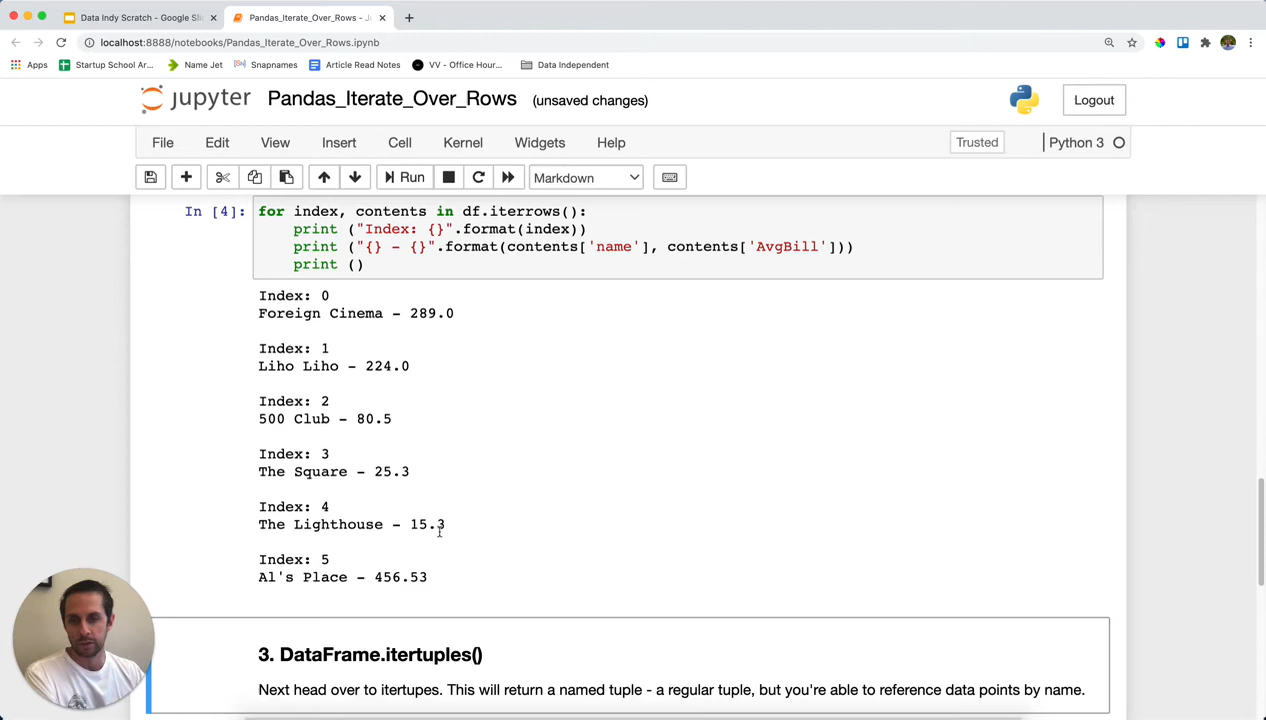 Data Indy Scratch - Google Sli
Pandas_Iterate_Over_Rows - Ju
localhost:8888/notebooks/Pandas_Iterate_Over_Rows.ipynb
Apps
Startup School Ar...
Name Jet
Snapnames
Article Read Notes
VV - Office Hour...
Data Independent
jupyter
Pandas_Iterate_Over_Rows (unsaved changes)
Logout
File Edit View Insert Cell Kernel Widgets Help
Trusted
Python 3
Run
Markdown
In [4]:
for index, contents in df.iterrows():
    print ("Index: {}".format(index))
    print ("{} - {}".format(contents['name'], contents['AvgBill']))
    print ()
Index: 0
Foreign Cinema - 289.0
Index: 1
Liho Liho - 224.0
Index: 2
500 Club - 80.5
Index: 3
The Square - 25.3
Index: 4
The Lighthouse - 15.3
Index: 5
Al's Place - 456.53
3. DataFrame.itertuples()
Next head over to itertupes. This will return a named tuple - a regular tuple, but you're able to reference data points by name.